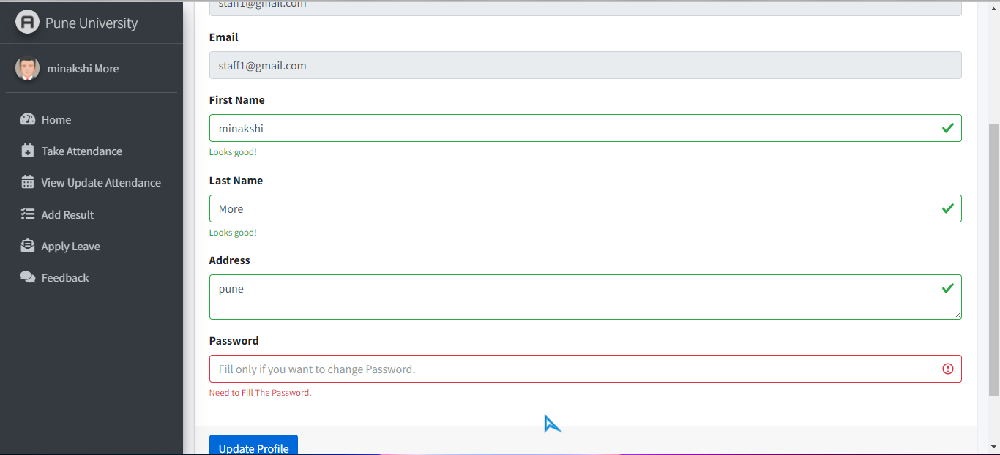 Pune University
minakshi More
Home
Take Attendance
View Update Attendance
Add Result
Apply Leave
Feedback
staff1@gmail.com
Email
staff1@gmail.com
First Name
minakshi
Looks good!
Last Name
More
Looks good!
Address
pune
Password
Fill only if you want to change Password.
Need to Fill The Password.
Update Profile